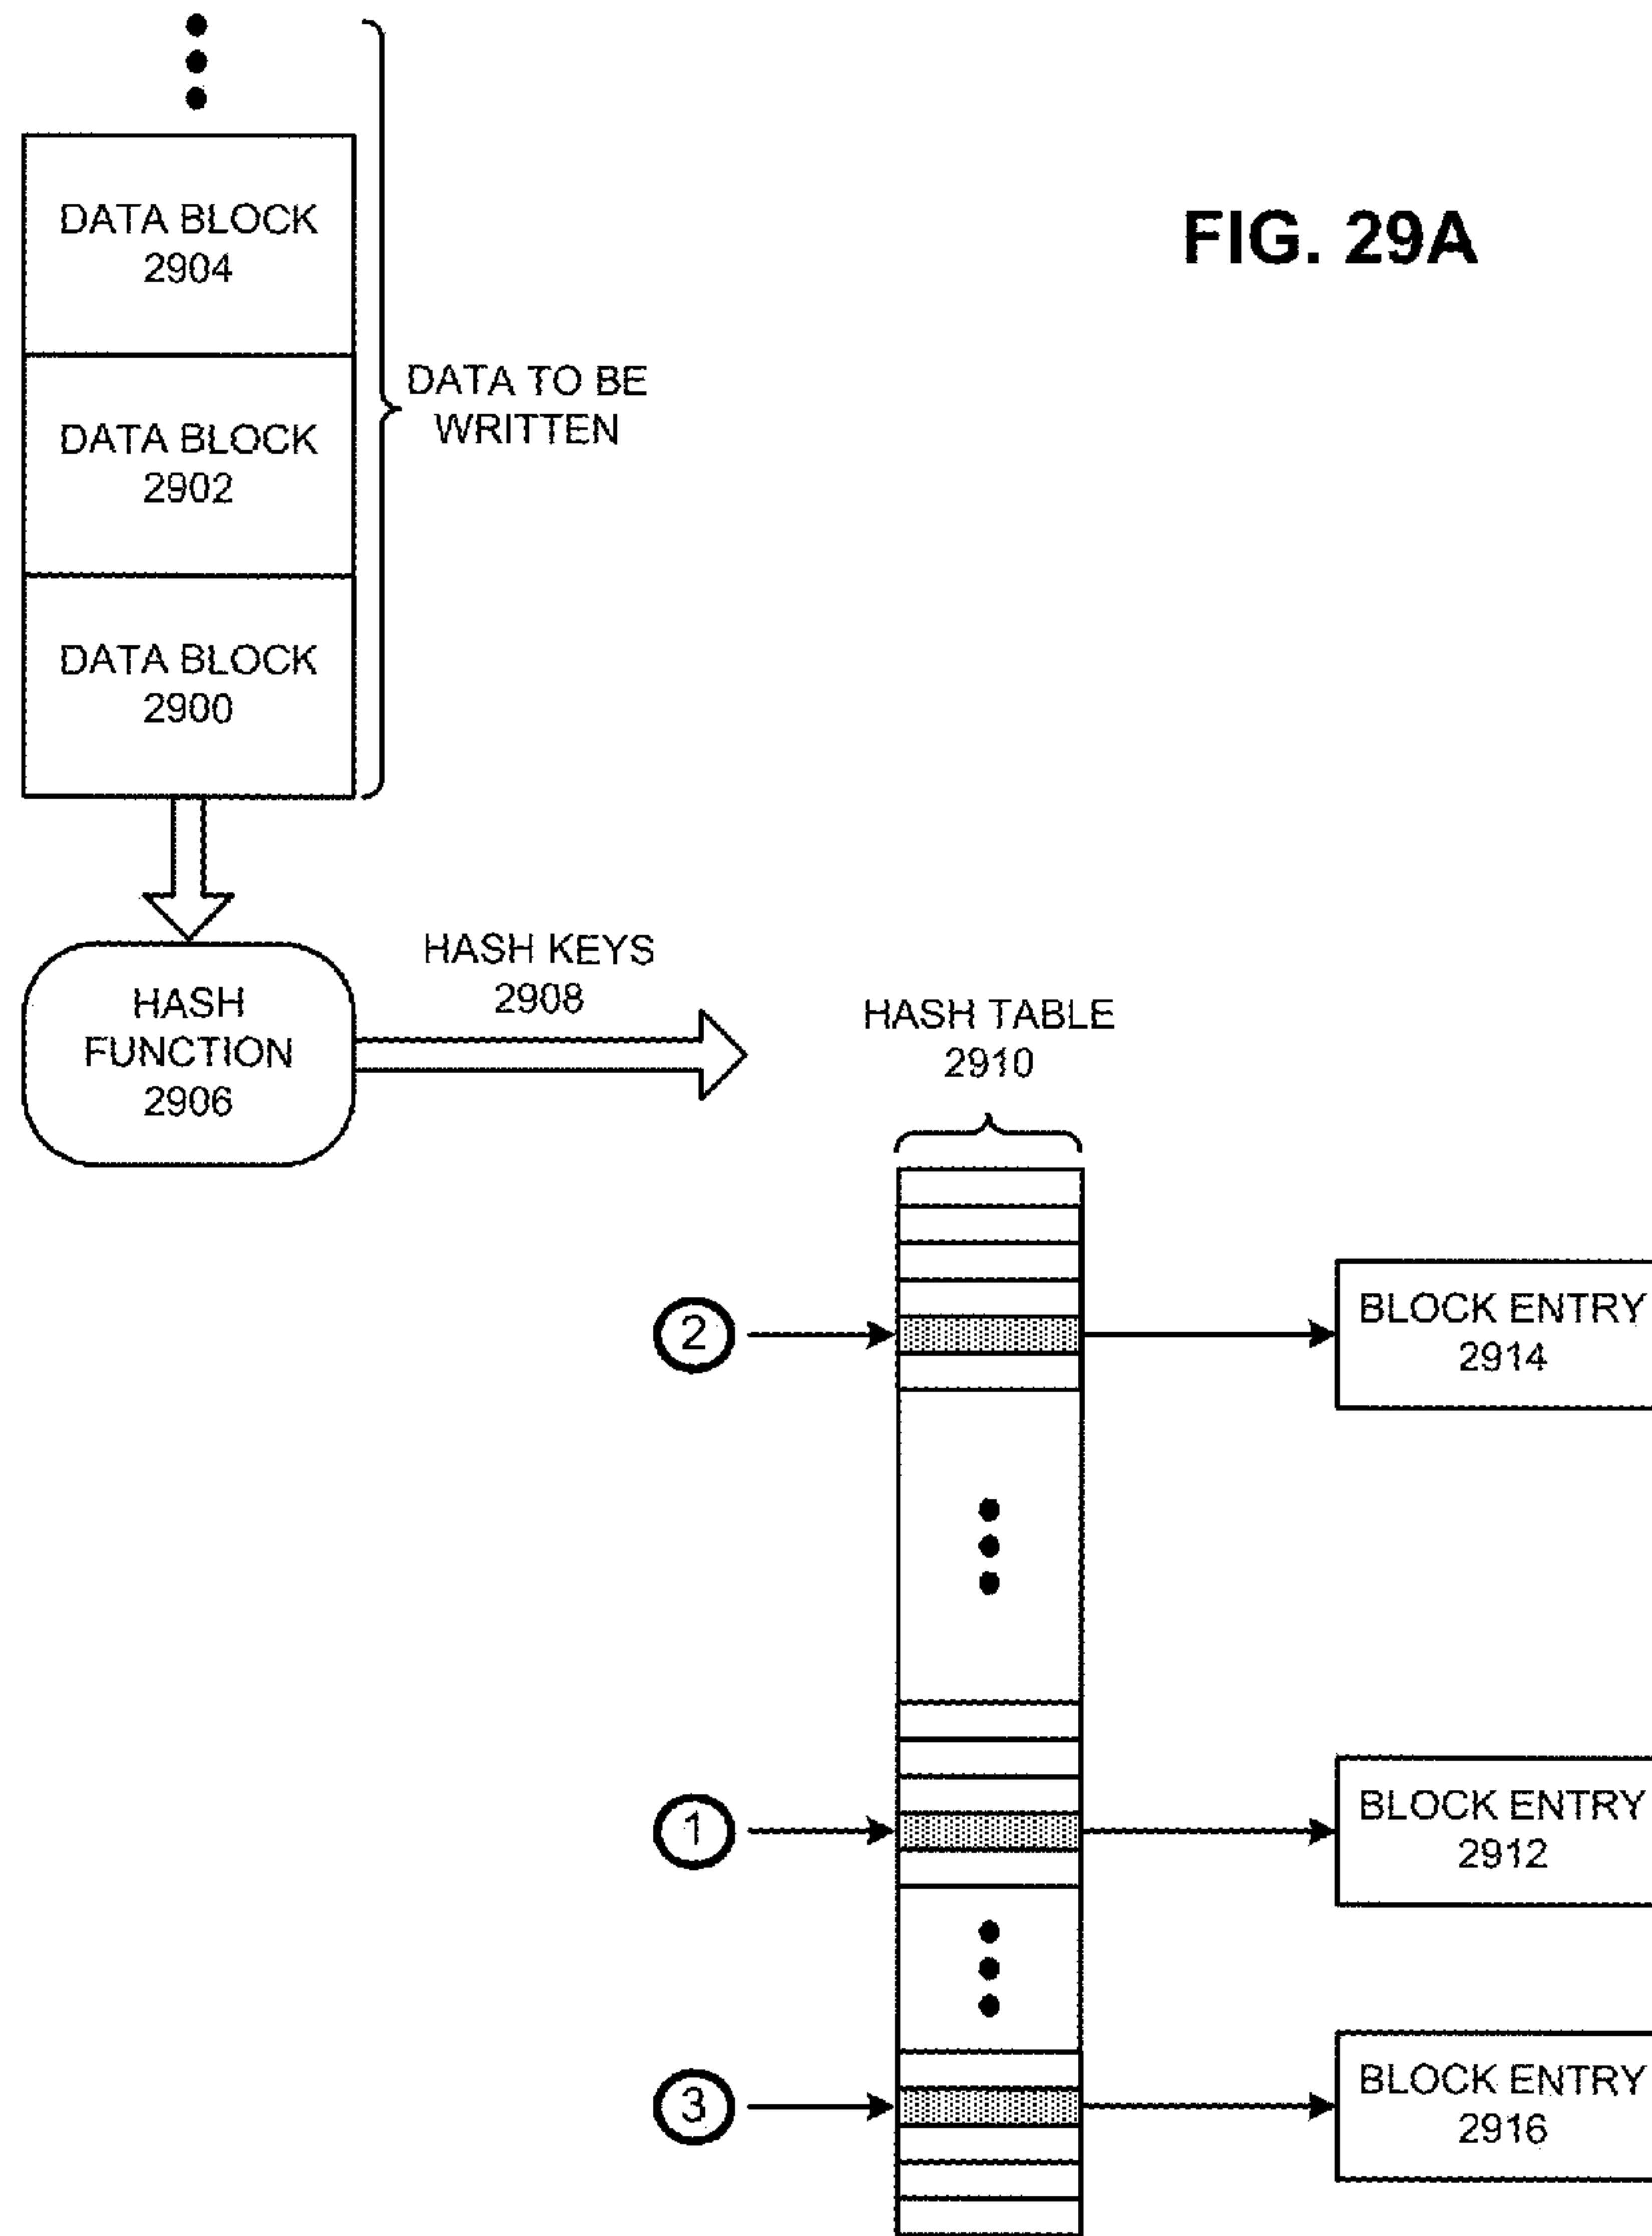 FIG. 29A
DATA BLOCK
2904
DATA BLOCK
2902
DATA BLOCK
2900
DATA TO BE
WRITTEN
HASH
FUNCTION
2906
HASH KEYS
2908
HASH TABLE
2910
2
BLOCK ENTRY
2914
1
BLOCK ENTRY
2912
3
BLOCK ENTRY
2916